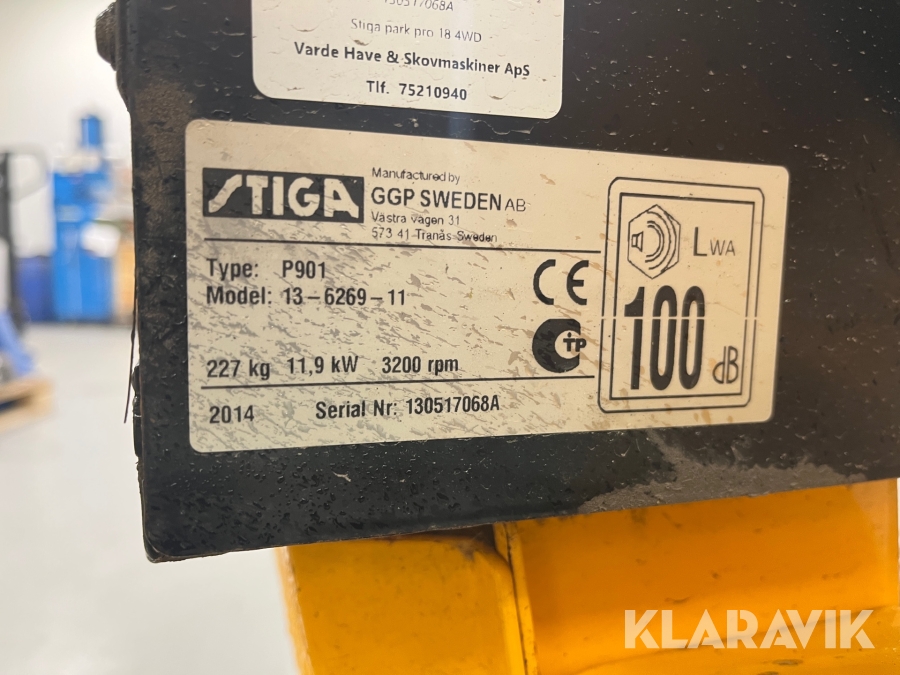 130517068A
Stiga park pro 18 4WD
Varde Have & Skovmaskiner ApS
Tlf. 75210940
STIGA
Manufactured by
GGP SWEDEN AB
Västra vägen 31
573 41 Tranås Sweden
Type: P901
Model: 13-6269-11
CE
227 kg 11,9 kW 3200 rpm
2014 Serial Nr: 130517068A
LWA
100 dB
KLARAVIK